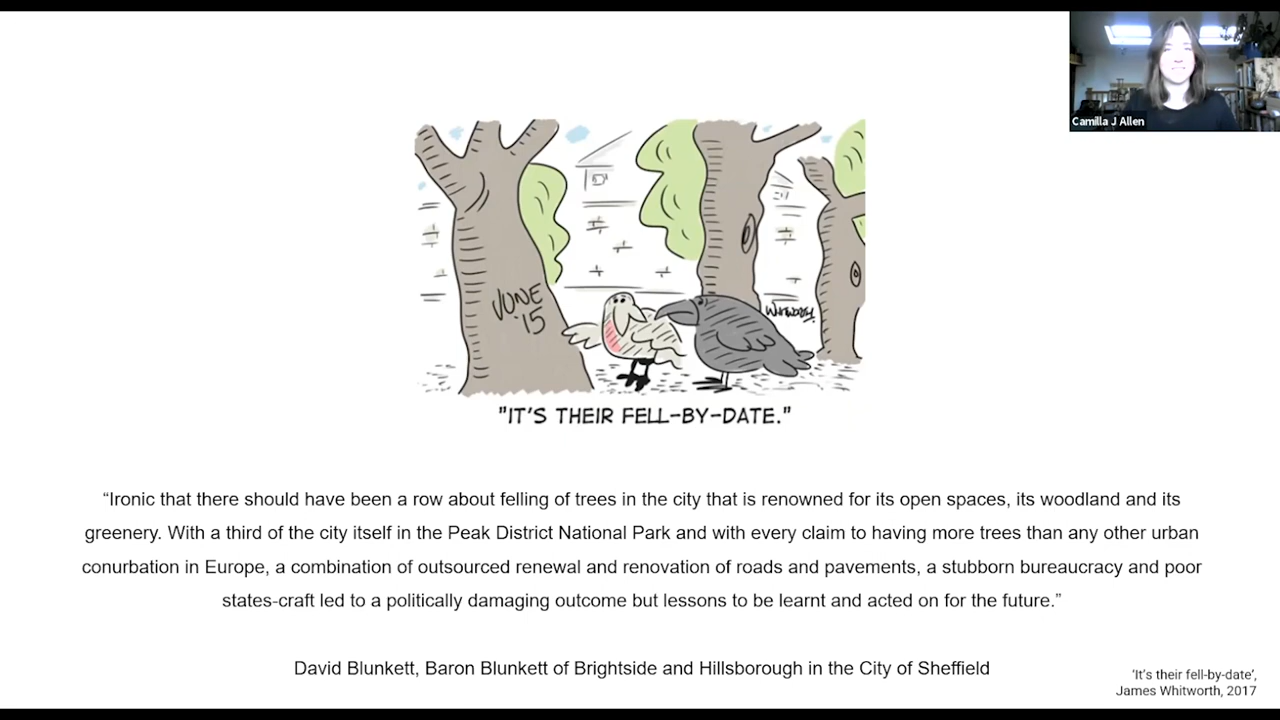 Camilla J Allen
JUNE
'15
Whitworth.
"IT'S THEIR FELL-BY-DATE."
“Ironic that there should have been a row about felling of trees in the city that is renowned for its open spaces, its woodland and its
greenery. With a third of the city itself in the Peak District National Park and with every claim to having more trees than any other urban
conurbation in Europe, a combination of outsourced renewal and renovation of roads and pavements, a stubborn bureaucracy and poor
states-craft led to a politically damaging outcome but lessons to be learnt and acted on for the future.”
David Blunkett, Baron Blunkett of Brightside and Hillsborough in the City of Sheffield
‘It’s their fell-by-date’,
James Whitworth, 2017